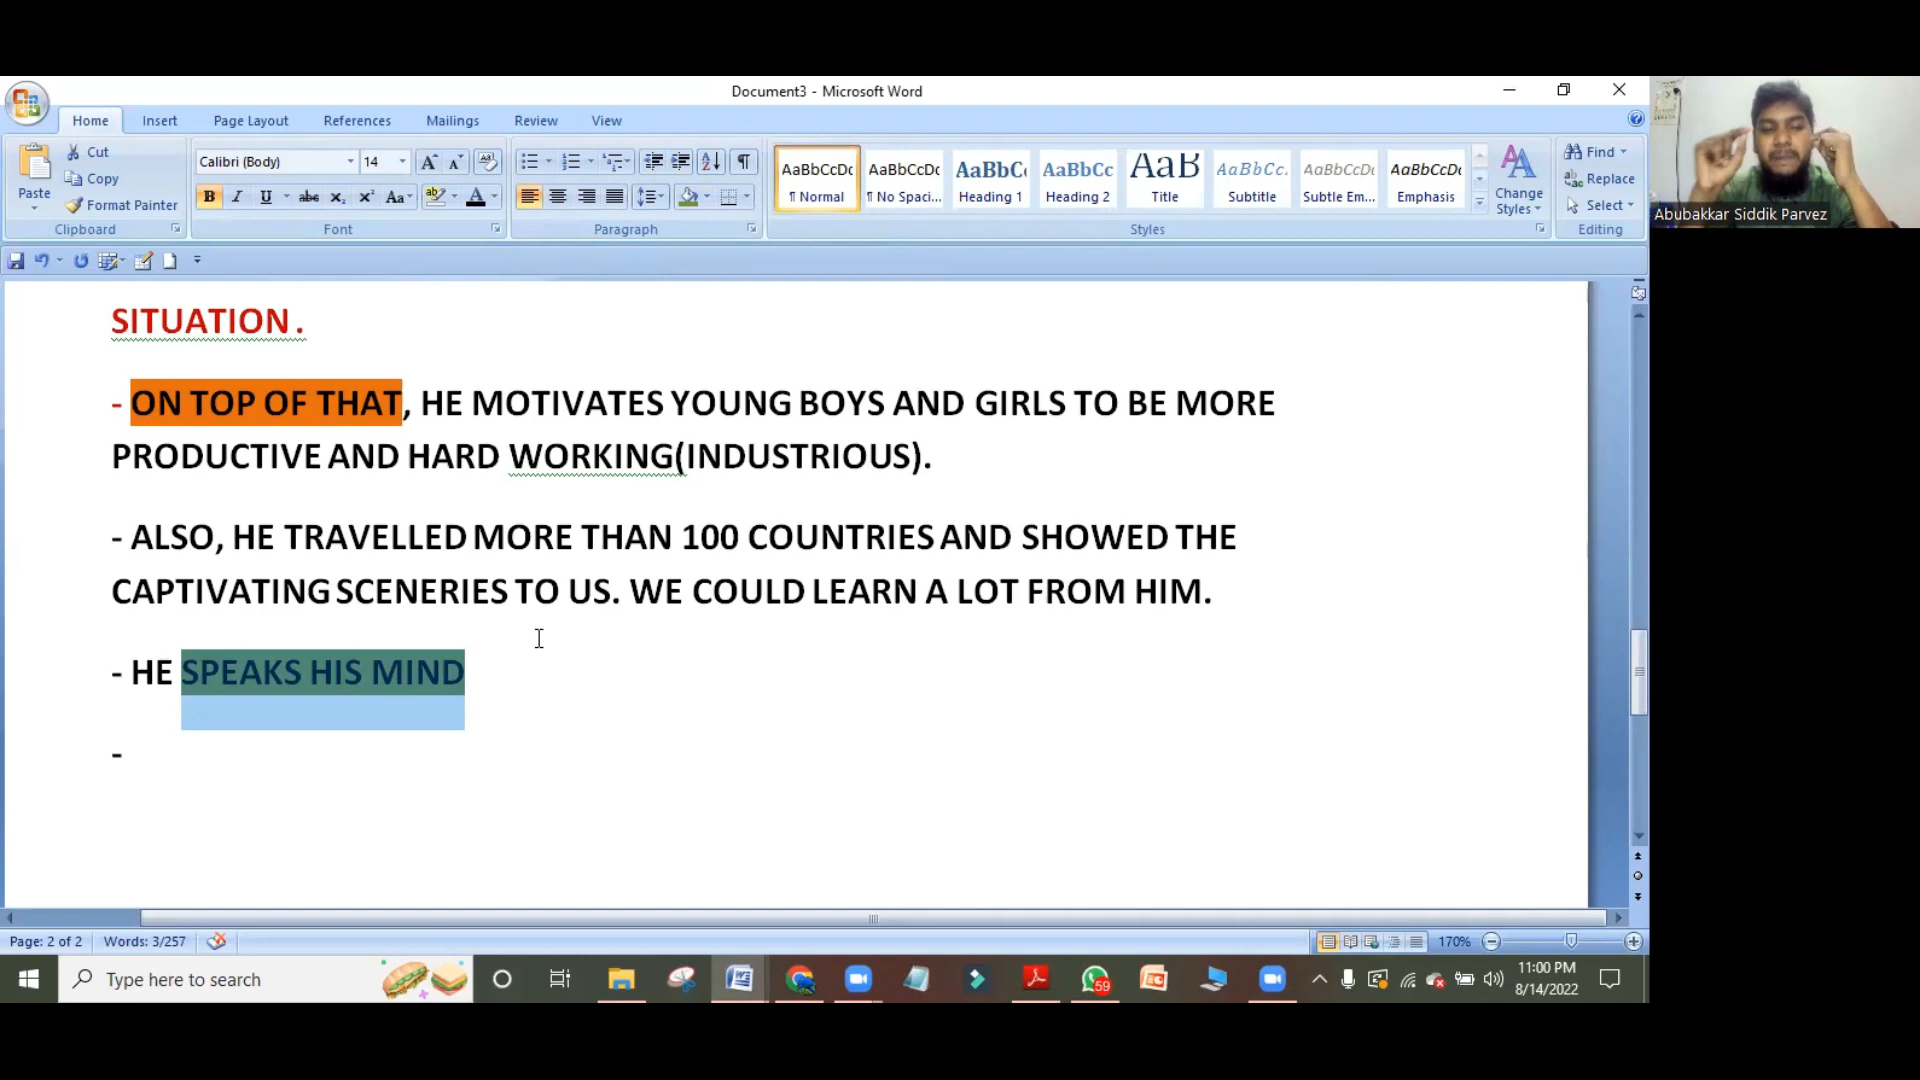 Document3 - Microsoft Word
Home Insert Page Layout References Mailings Review View
Paste Cut Copy Format Painter Clipboard
Calibri (Body) 14 Font
Paragraph
AaBbCcDc ¶ Normal
AaBbCcDc ¶ No Spaci...
AaBbC Heading 1
AaBbCc Heading 2
AaB Title
AaBbCc. Subtitle
AaBbCcDc Subtle Em...
AaBbCcDc Emphasis
Change Styles
Styles
Find
Replace
Select
Editing
Abubakkar Siddik Parvez
SITUATION .
- ON TOP OF THAT, HE MOTIVATES YOUNG BOYS AND GIRLS TO BE MORE
PRODUCTIVE AND HARD WORKING(INDUSTRIOUS).
- ALSO, HE TRAVELLED MORE THAN 100 COUNTRIES AND SHOWED THE
CAPTIVATING SCENERIES TO US. WE COULD LEARN A LOT FROM HIM.
- HE SPEAKS HIS MIND
-
Page: 2 of 2 Words: 3/257 170%
Type here to search 59 11:00 PM
8/14/2022